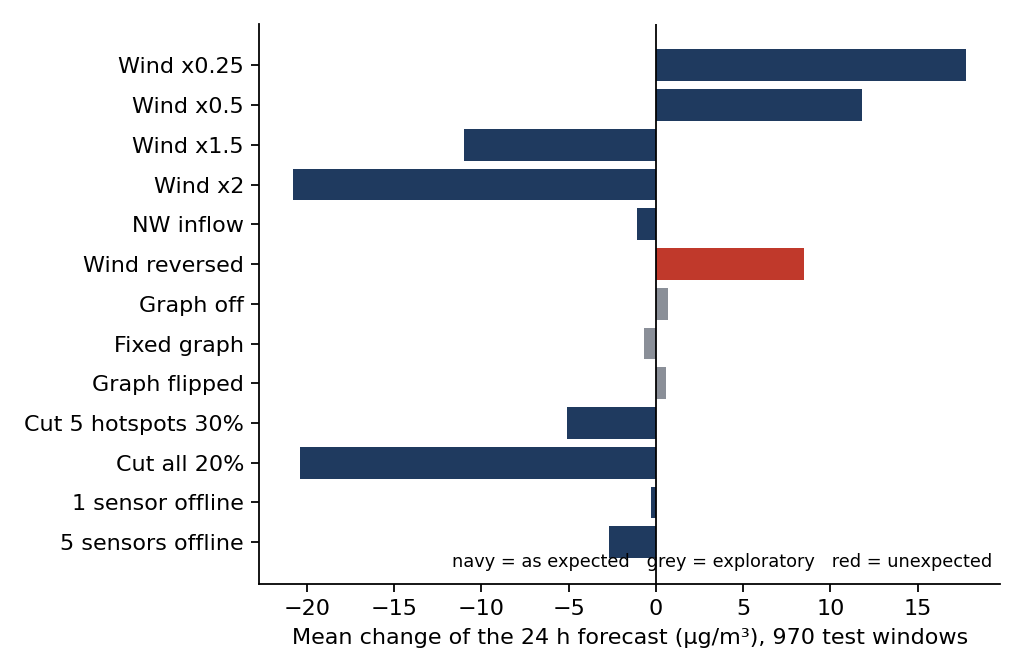 Wind x0.25
Wind x0.5
Wind x1.5
Wind x2
NW inflow
Wind reversed
Graph off
Fixed graph
Graph flipped
Cut 5 hotspots 30%
Cut all 20%
1 sensor offline
5 sensors offline
navy = as expected   grey = exploratory   red = unexpected
−20 −15 −10 −5 0 5 10 15
Mean change of the 24 h forecast (µg/m³), 970 test windows